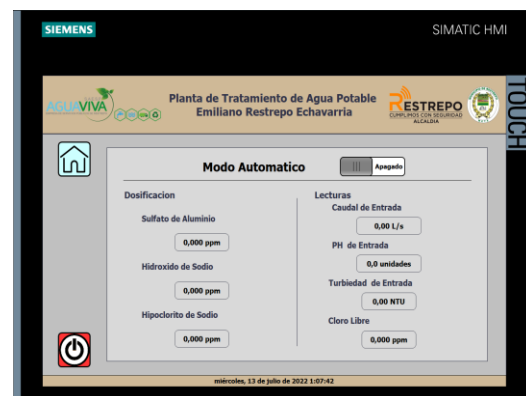 SIEMENS
SIMATIC HMI
TOUCH
AGUAVIVA
Planta de Tratamiento de Agua Potable
Emiliano Restrepo Echavarria
RESTREPO
CUMPLIMOS CON SEGURIDAD
ALCALDIA
Modo Automatico
Apagado
Dosificacion
Sulfato de Aluminio
0,000 ppm
Hidroxido de Sodio
0,000 ppm
Hipoclorito de Sodio
0,000 ppm
Lecturas
Caudal de Entrada
0,00 L/s
PH de Entrada
0,0 unidades
Turbiedad de Entrada
0,00 NTU
Cloro Libre
0,000 ppm
miércoles, 13 de julio de 2022 1:07:42